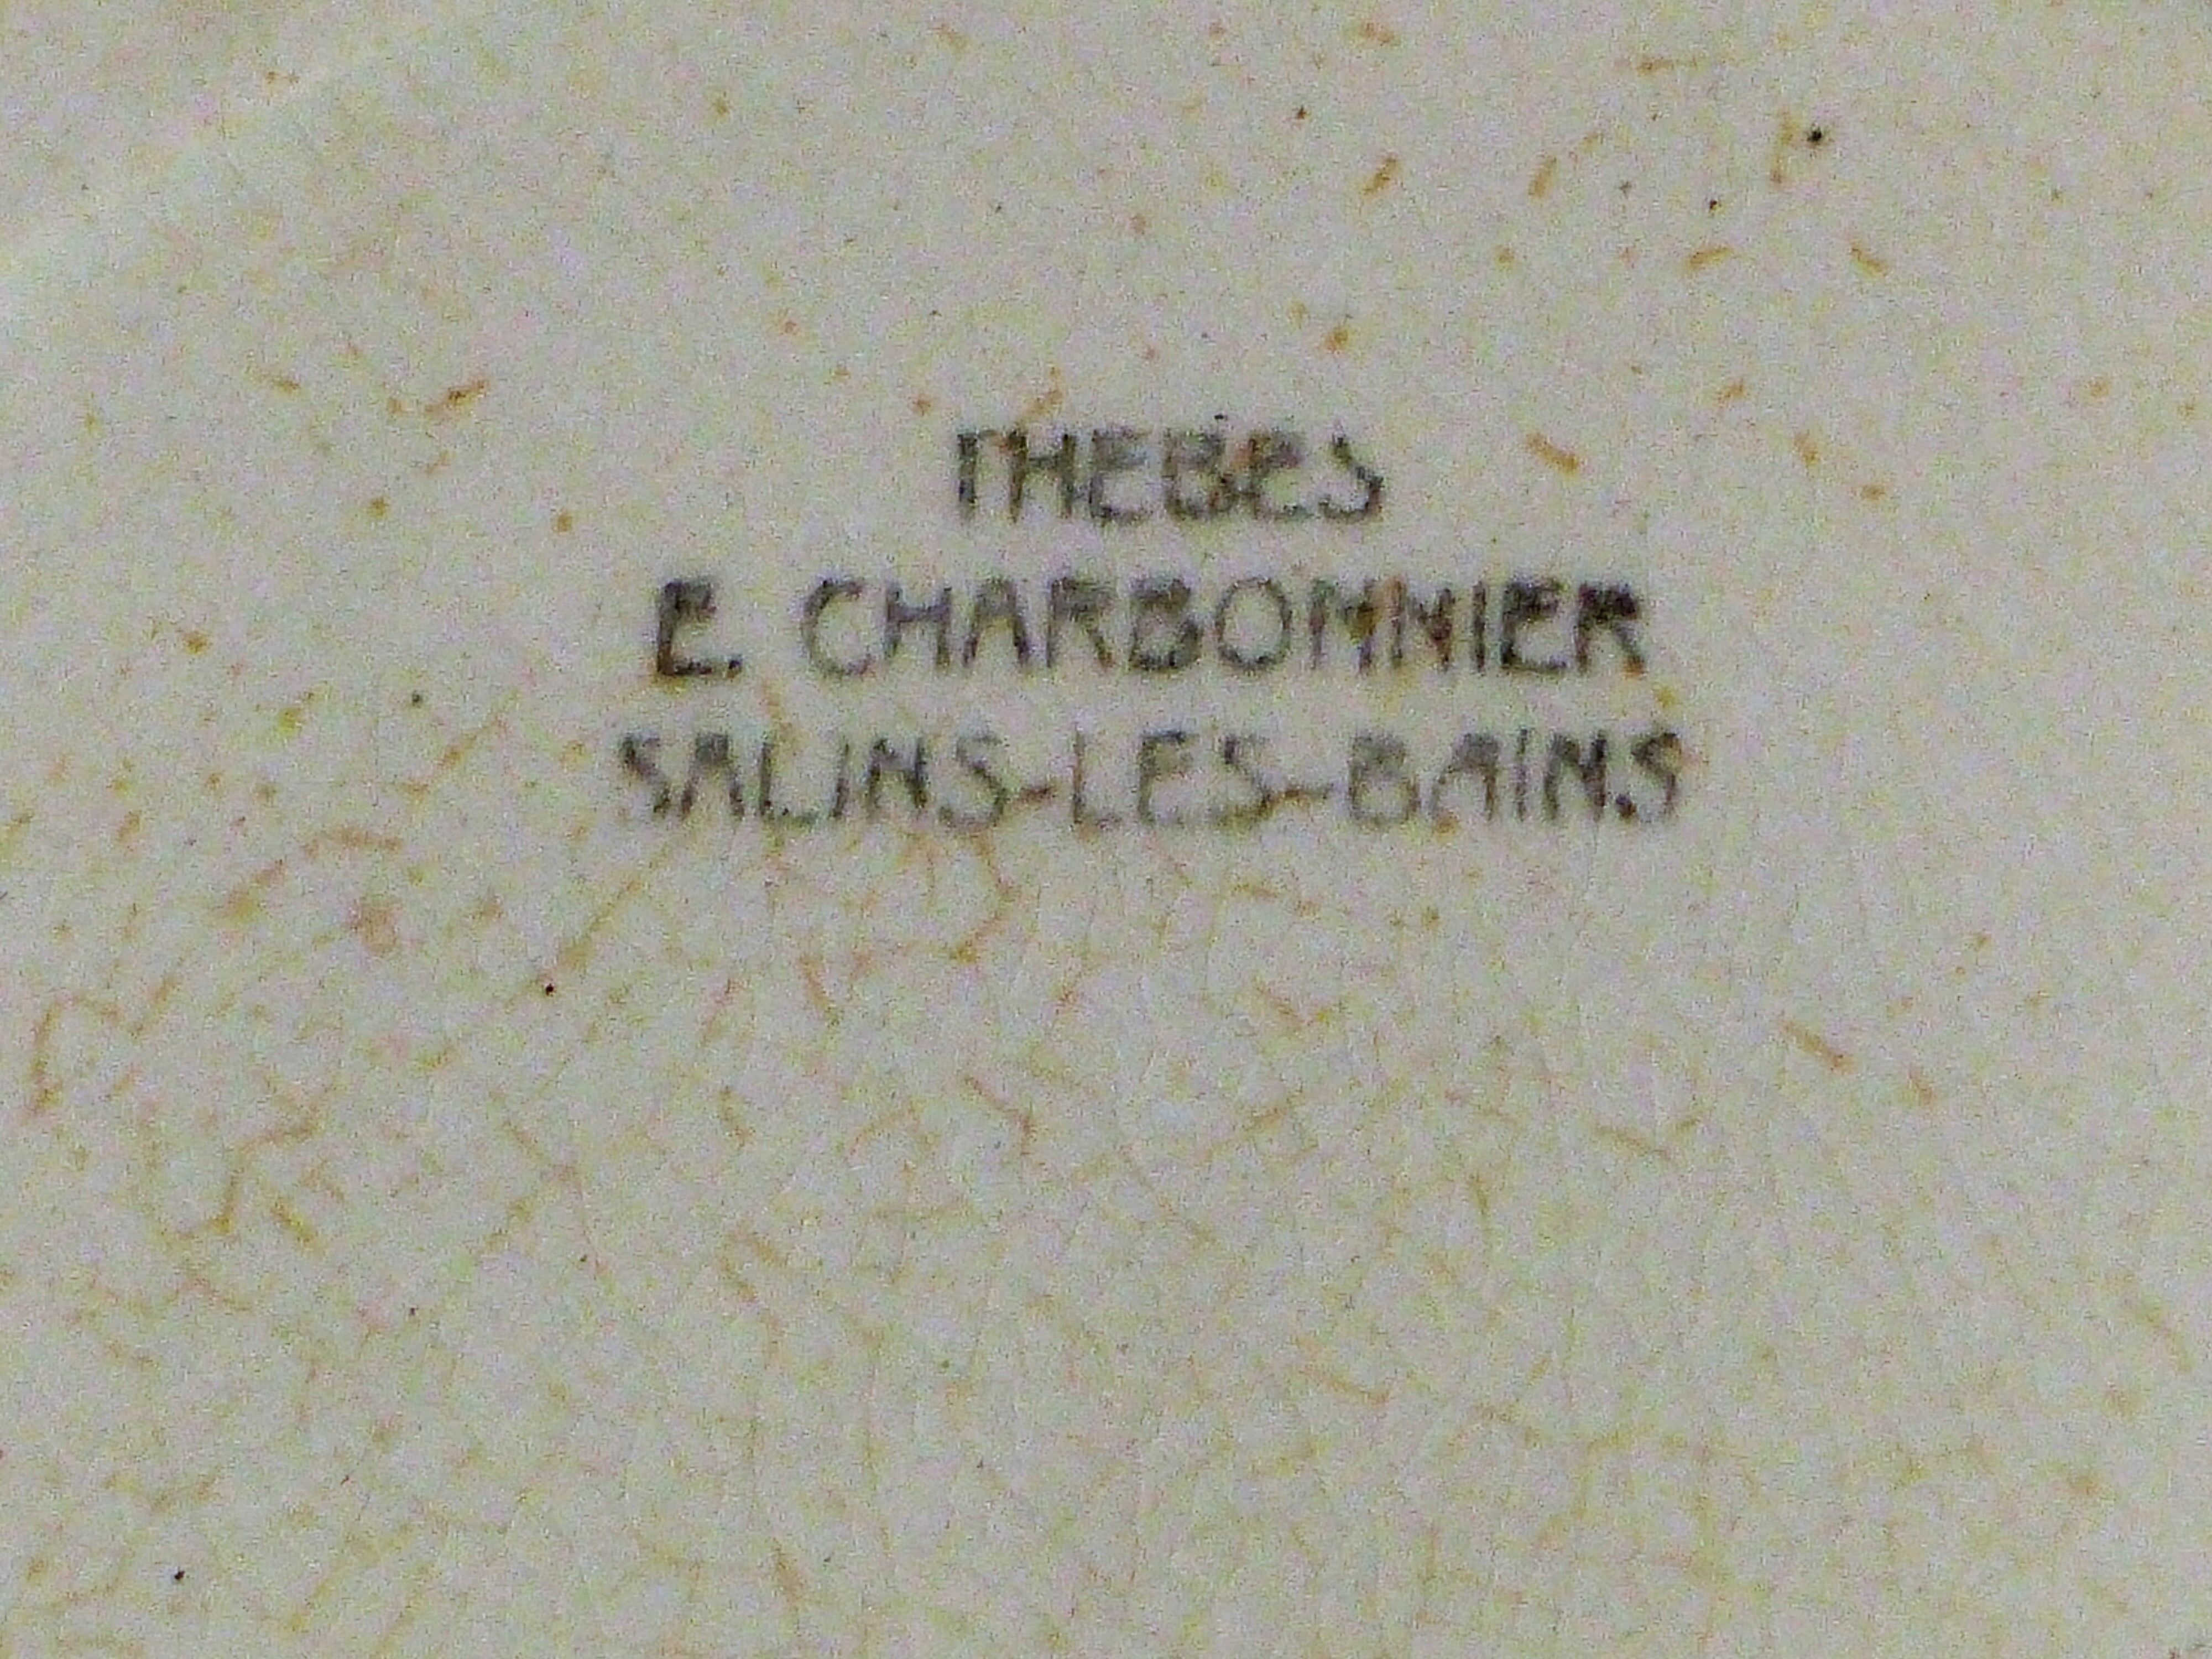 THEBES
E. CHARBONNIER
SALINS-LES-BAINS